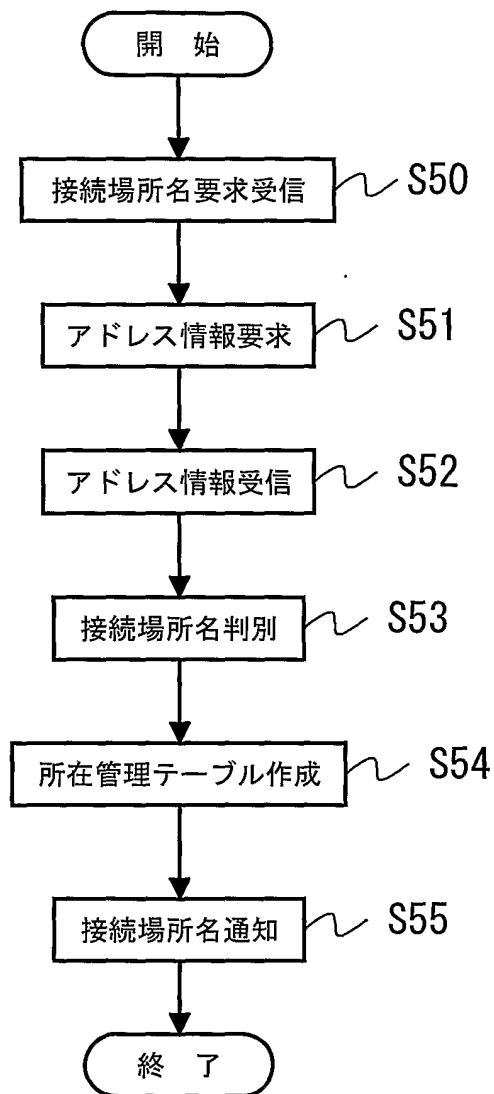 開 始
接続場所名要求受信 S50
アドレス情報要求 S51
アドレス情報受信 S52
接続場所名判別 S53
所在管理テーブル作成 S54
接続場所名通知 S55
終 了